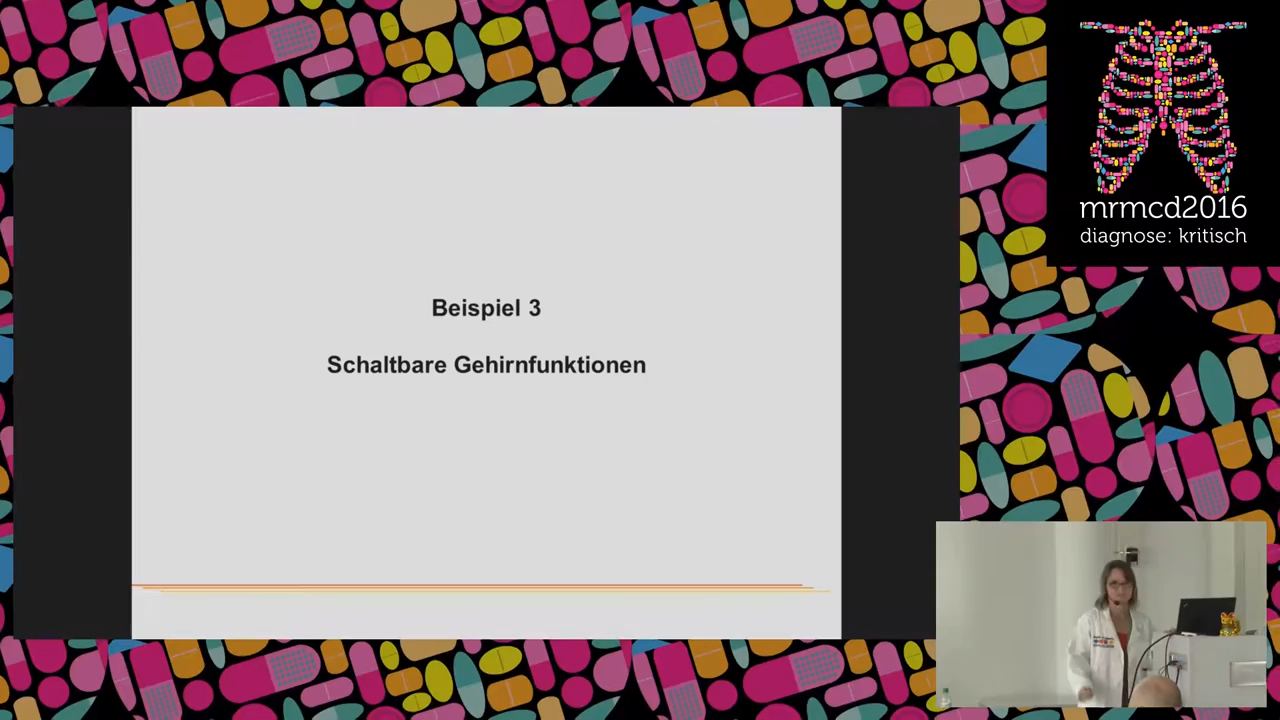 Beispiel 3
Schaltbare Gehirnfunktionen
mrmcd2016
diagnose: kritisch